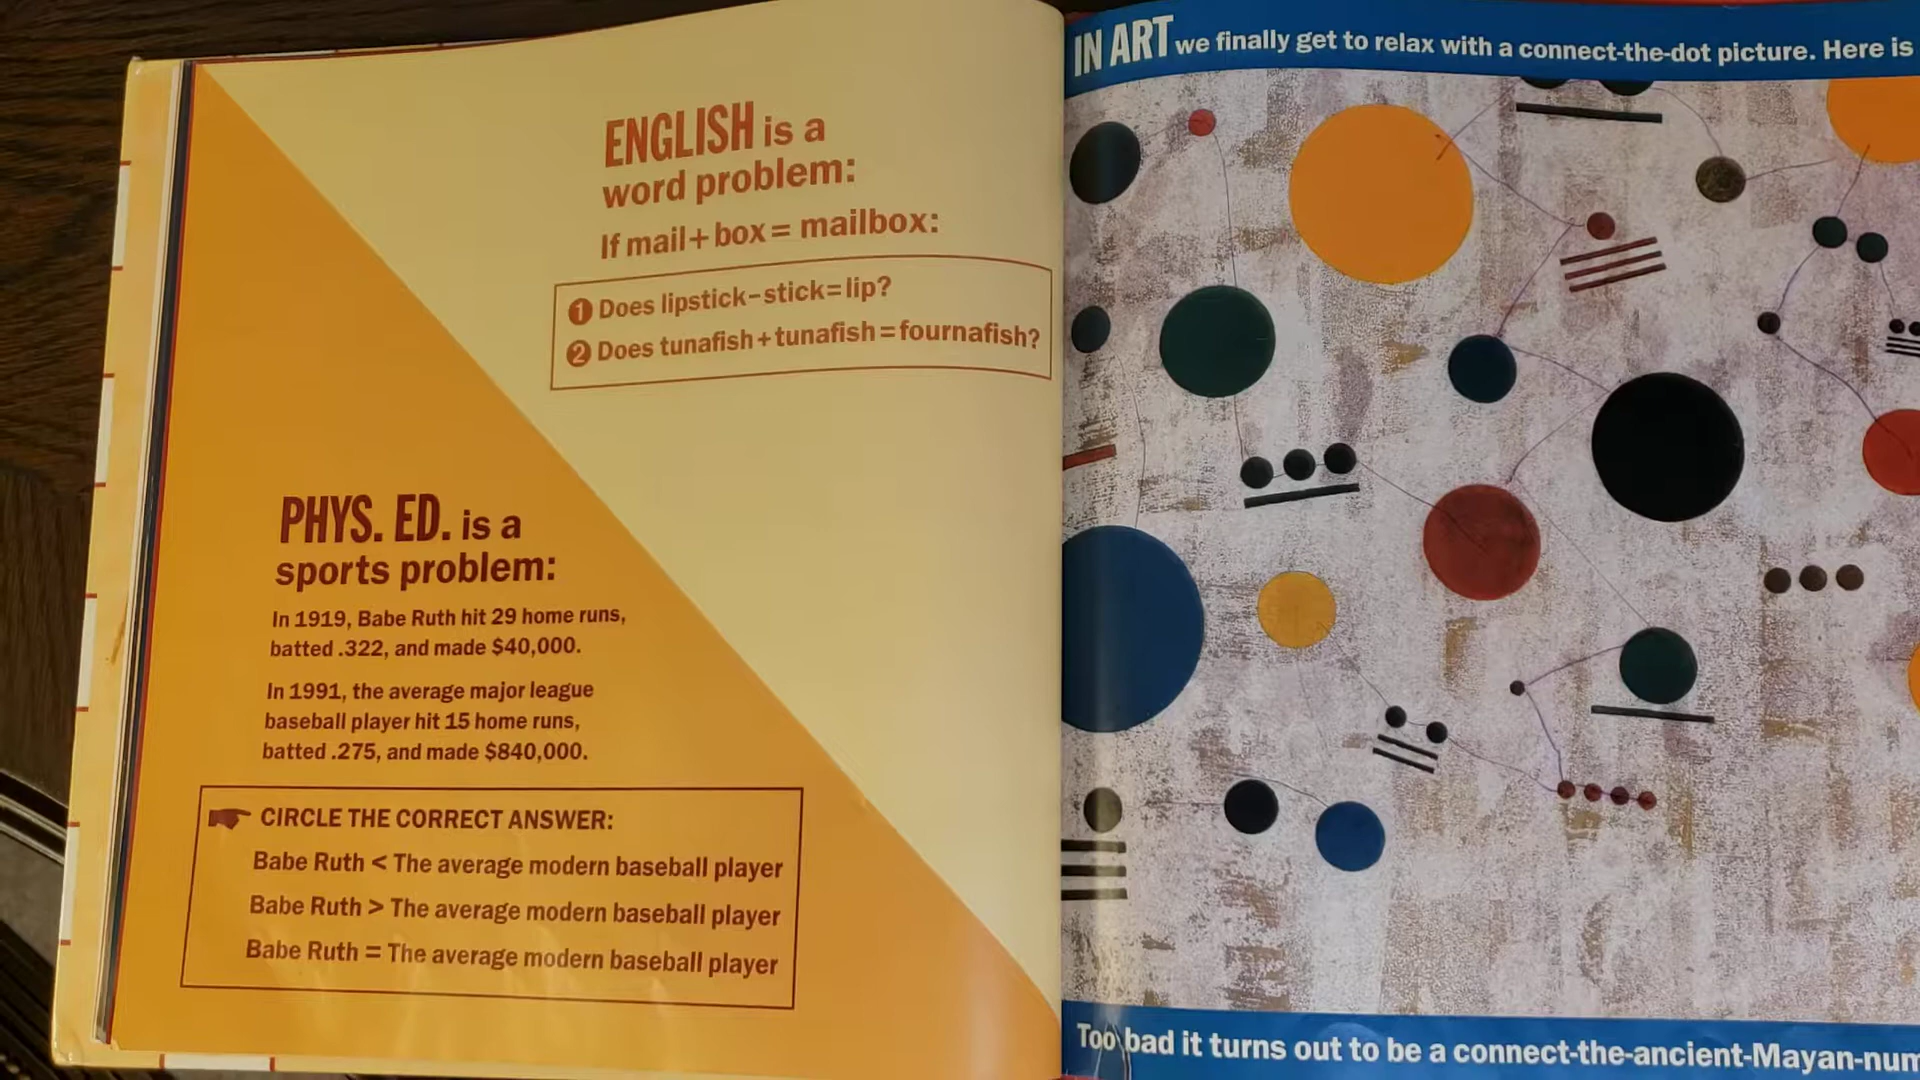 ENGLISH is a
word problem:
If mail + box = mailbox:
1 Does lipstick – stick = lip?
2 Does tunafish + tunafish = fournafish?
PHYS. ED. is a
sports problem:
In 1919, Babe Ruth hit 29 home runs,
batted .322, and made $40,000.
In 1991, the average major league
baseball player hit 15 home runs,
batted .275, and made $840,000.
CIRCLE THE CORRECT ANSWER:
Babe Ruth < The average modern baseball player
Babe Ruth > The average modern baseball player
Babe Ruth = The average modern baseball player
IN ART we finally get to relax with a connect-the-dot picture. Here is
Too bad it turns out to be a connect-the-ancient-Mayan-num